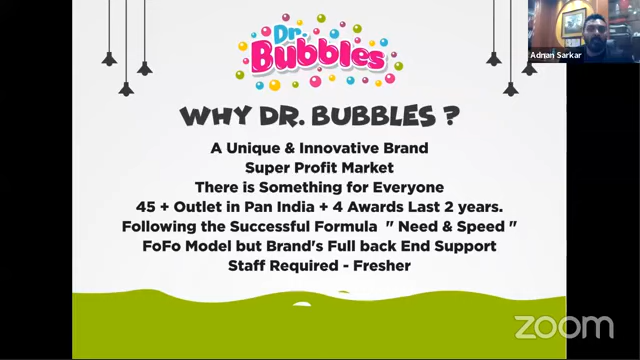 Dr.
Bubbles
Adnan Sarkar
WHY DR. BUBBLES ?
A Unique & Innovative Brand
Super Profit Market
There is Something for Everyone
45 + Outlet in Pan India + 4 Awards Last 2 years.
Following the Successful Formula " Need & Speed "
FoFo Model but Brand's Full back End Support
Staff Required - Fresher
zoom